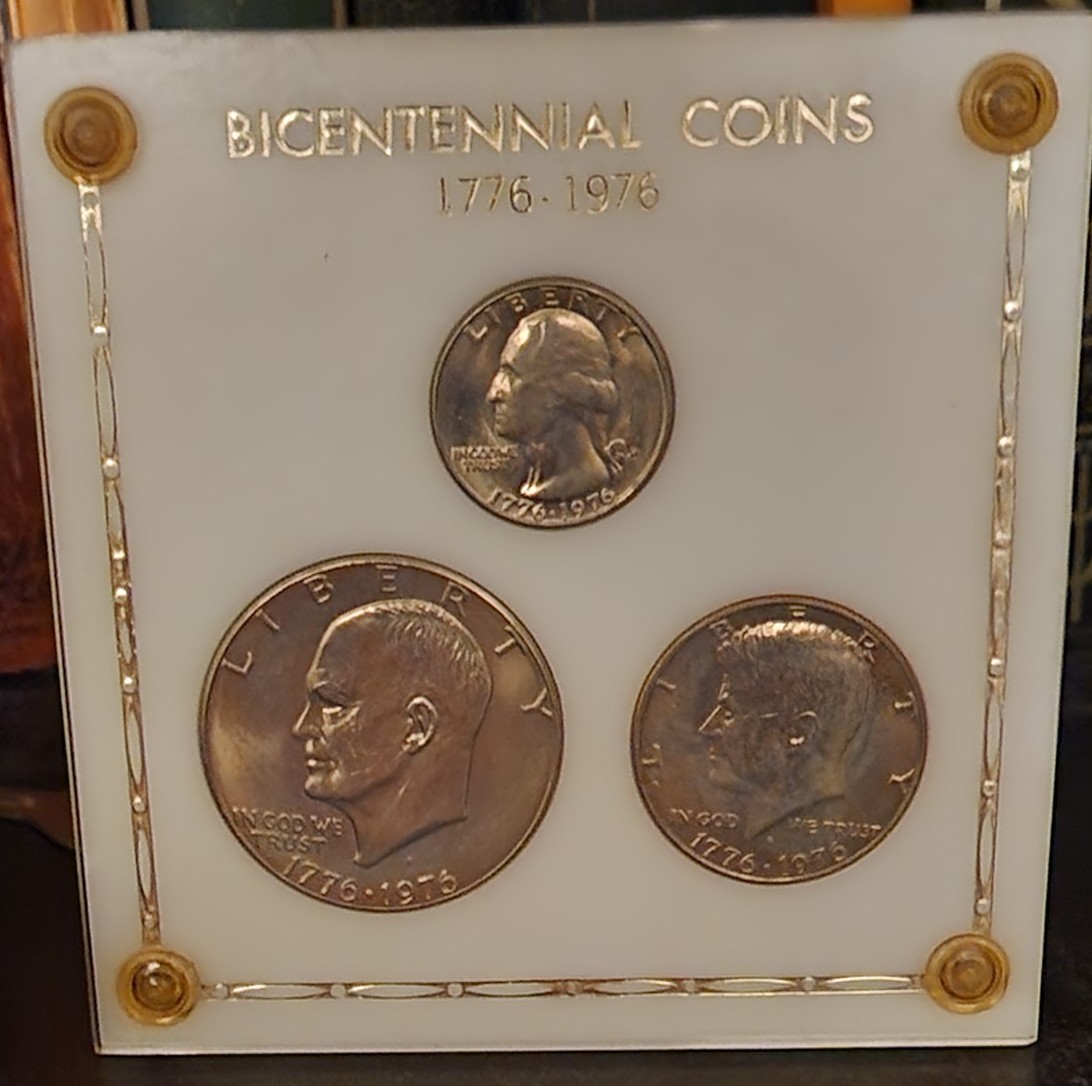 BICENTENNIAL COINS
1776·1976
LIBERTY
IN GOD WE
TRUST
1776·1976
LIBERTY
IN GOD WE
TRUST
1776·1976
LIBERTY
IN GOD WE TRUST
1776·1976